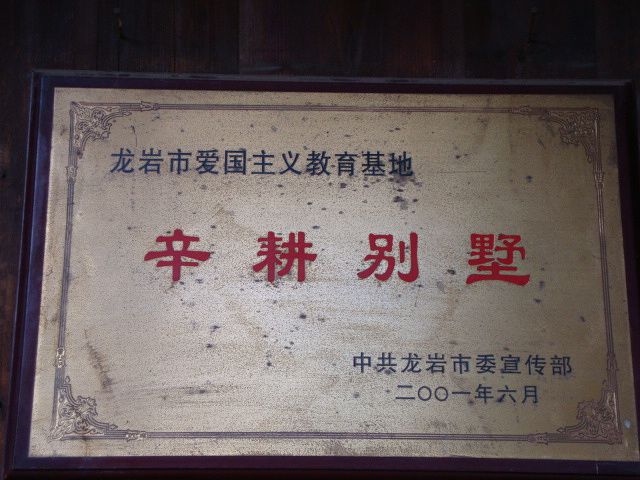 龙岩市爱国主义教育基地
辛耕别墅
中共龙岩市委宣传部
二〇〇一年六月